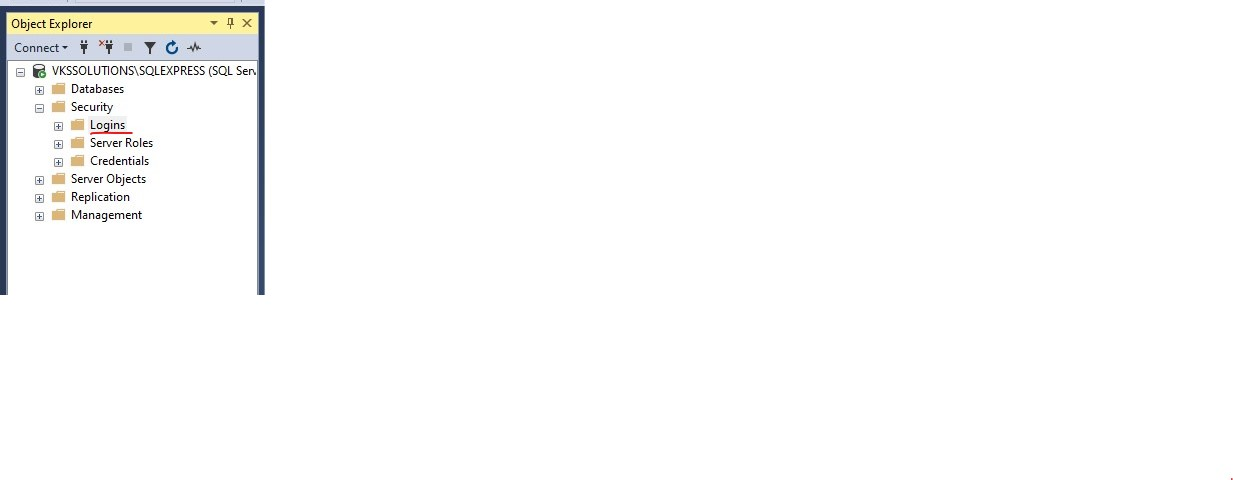 Object Explorer
Connect
VKSSOLUTIONS\SQLEXPRESS (SQL Serv
Databases
Security
Logins
Server Roles
Credentials
Server Objects
Replication
Management